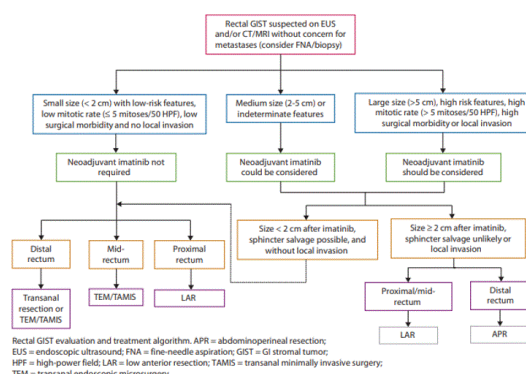 Rectal GIST suspected on EUS
and/or CT/MRI without concern for
metastases (consider FNA/biopsy)
Small size (< 2 cm) with low-risk features,
low mitotic rate (≤ 5 mitoses/50 HPF), low
surgical morbidity and no local invasion
Medium size (2-5 cm) or
indeterminate features
Large size (>5 cm), high risk features, high
mitotic rate (> 5 mitoses/50 HPF), high
surgical morbidity or local invasion
Neoadjuvant imatinib not
required
Neoadjuvant imatinib
could be considered
Neoadjuvant imatinib
should be considered
Size < 2 cm after imatinib,
sphincter salvage possible, and
without local invasion
Size ≥ 2 cm after imatinib,
sphincter salvage unlikely or
local invasion
Distal
rectum
Mid-
rectum
Proximal
rectum
Transanal
resection or
TEM/TAMIS
TEM/TAMIS
LAR
Proximal/mid-
rectum
Distal
rectum
LAR
APR
Rectal GIST evaluation and treatment algorithm. APR = abdominoperineal resection;
EUS = endoscopic ultrasound; FNA = fine-needle aspiration; GIST = GI stromal tumor;
HPF = high-power field; LAR = low anterior resection; TAMIS = transanal minimally invasive surgery;
TEM = transanal endoscopic microsurgery.